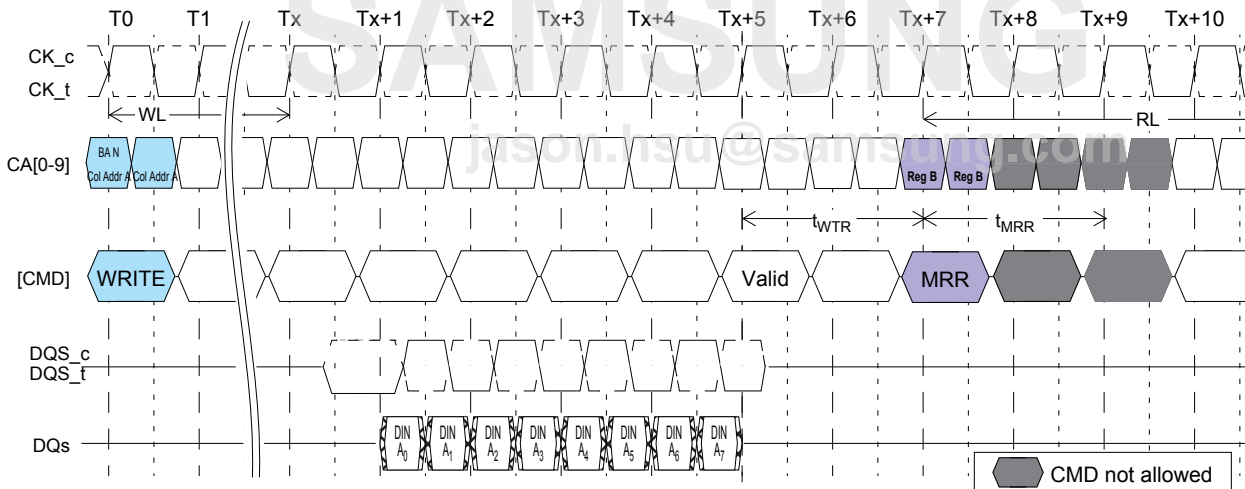 SAMSUNG
jason.hsu@samsung.com
T0 T1 Tx Tx+1 Tx+2 Tx+3 Tx+4 Tx+5 Tx+6 Tx+7 Tx+8 Tx+9 Tx+10
CK_c
CK_t
WL RL
CA[0-9]
BA N
Col Addr A Col Addr A Reg B Reg B
tWTR tMRR
[CMD] WRITE Valid MRR
DQS_c
DQS_t
DQs DIN A0 DIN A1 DIN A2 DIN A3 DIN A4 DIN A5 DIN A6 DIN A7
CMD not allowed